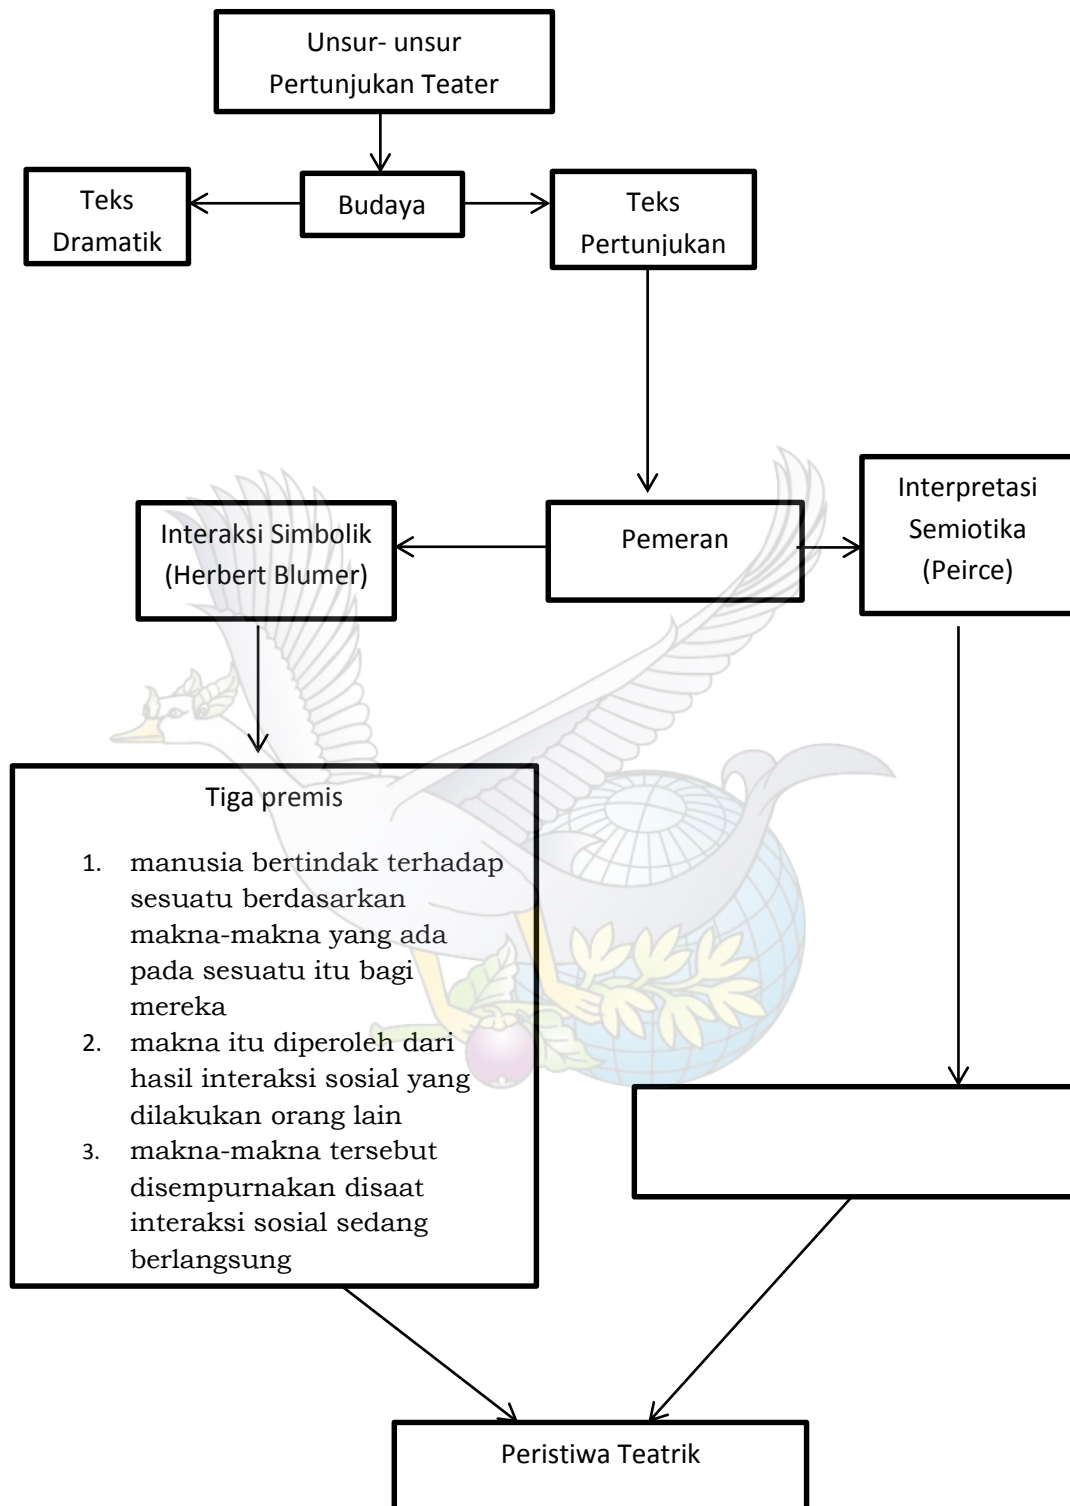 Unsur- unsur
Pertunjukan Teater
Teks
Dramatik
Budaya
Teks
Pertunjukan
Interaksi Simbolik
(Herbert Blumer)
Pemeran
Interpretasi
Semiotika
(Peirce)
Tiga premis
1. manusia bertindak terhadap
sesuatu berdasarkan
makna-makna yang ada
pada sesuatu itu bagi
mereka
2. makna itu diperoleh dari
hasil interaksi sosial yang
dilakukan orang lain
3. makna-makna tersebut
disempurnakan disaat
interaksi sosial sedang
berlangsung
Peristiwa Teatrik